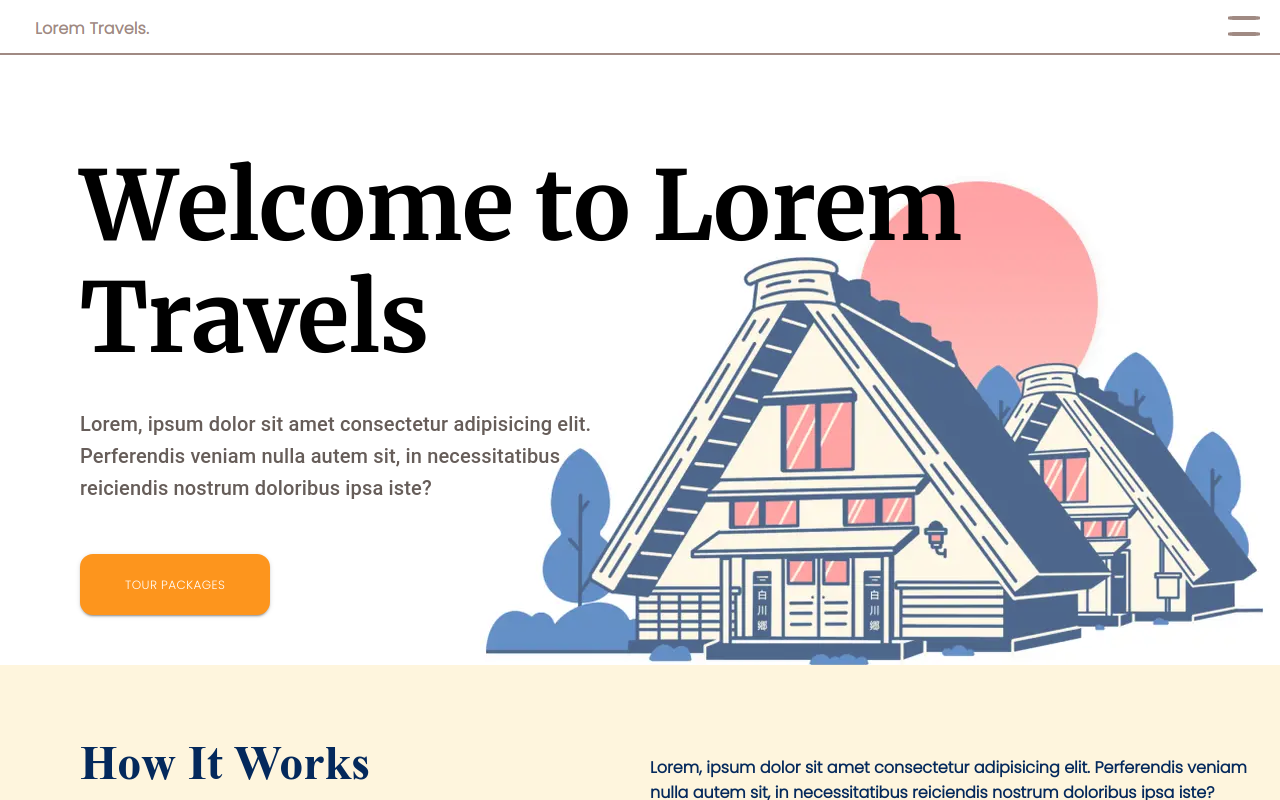 Lorem Travels.
Welcome to Lorem
Travels
Lorem, ipsum dolor sit amet consectetur adipisicing elit.
Perferendis veniam nulla autem sit, in necessitatibus
reiciendis nostrum doloribus ipsa iste?
TOUR PACKAGES
白川郷
白川郷
How It Works
Lorem, ipsum dolor sit amet consectetur adipisicing elit. Perferendis veniam
nulla autem sit, in necessitatibus reiciendis nostrum doloribus ipsa iste?